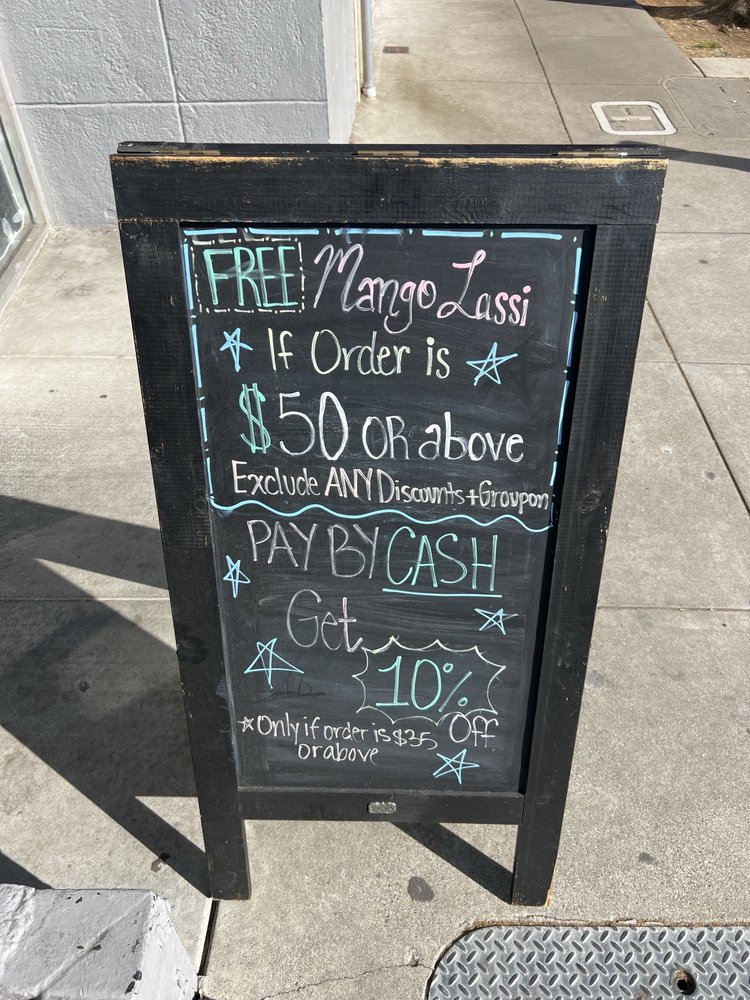 FREE Mango Lassi
If Order is
$50 OR above
Exclude ANY Discounts + Groupon
PAY BY CASH
Get
10%
Off
*Only if order is $35
or above